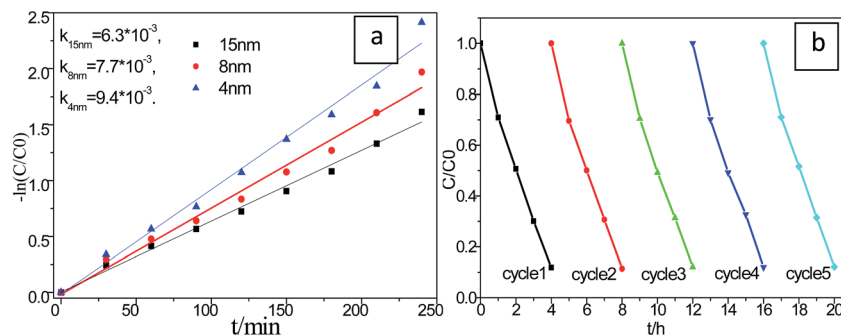 2.5
2.0
1.5
1.0
0.5
0.0
-ln(C/C0)
k15nm=6.3*10-3,
k8nm=7.7*10-3,
k4nm=9.4*10-3.
15nm
8nm
4nm
a
0 50 100 150 200 250
t/min
1.0
0.8
0.6
0.4
0.2
0.0
C/C0
b
cycle1 cycle2 cycle3 cycle4 cycle5
0 2 4 6 8 10 12 14 16 18 20
t/h